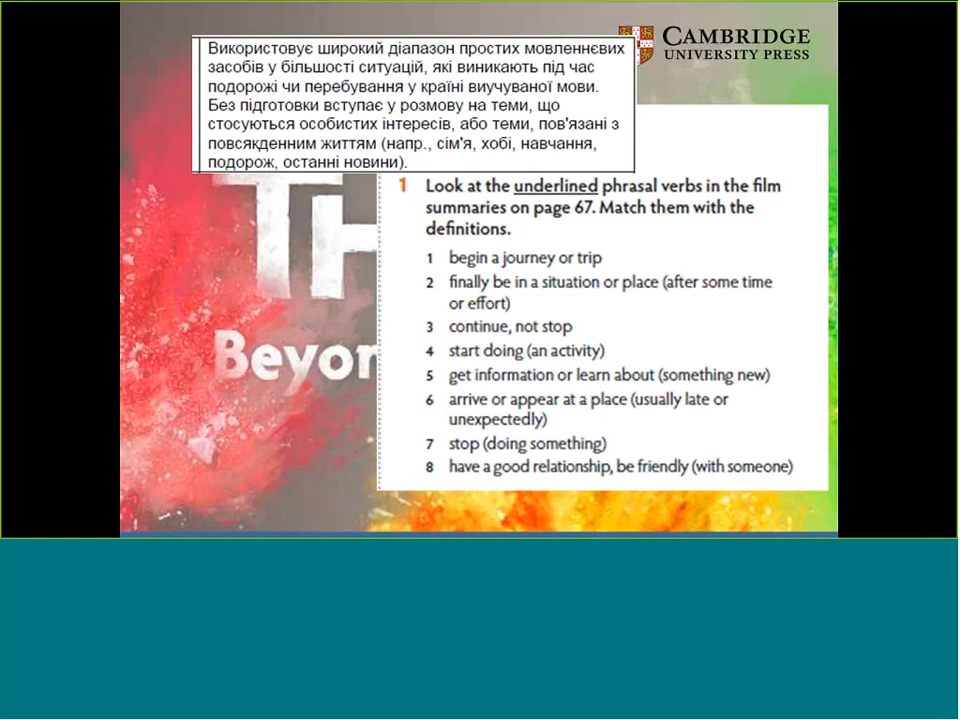 CAMBRIDGE
UNIVERSITY PRESS
Використовує широкий діапазон простих мовленнєвих
засобів у більшості ситуацій, які виникають під час
подорожі чи перебування у країні виучуваної мови.
Без підготовки вступає у розмову на теми, що
стосуються особистих інтересів, або теми, пов'язані з
повсякденним життям (напр., сім'я, хобі, навчання,
подорож, останні новини).
1 Look at the underlined phrasal verbs in the film
summaries on page 67. Match them with the
definitions.
1 begin a journey or trip
2 finally be in a situation or place (after some time
or effort)
3 continue, not stop
4 start doing (an activity)
5 get information or learn about (something new)
6 arrive or appear at a place (usually late or
unexpectedly)
7 stop (doing something)
8 have a good relationship, be friendly (with someone)